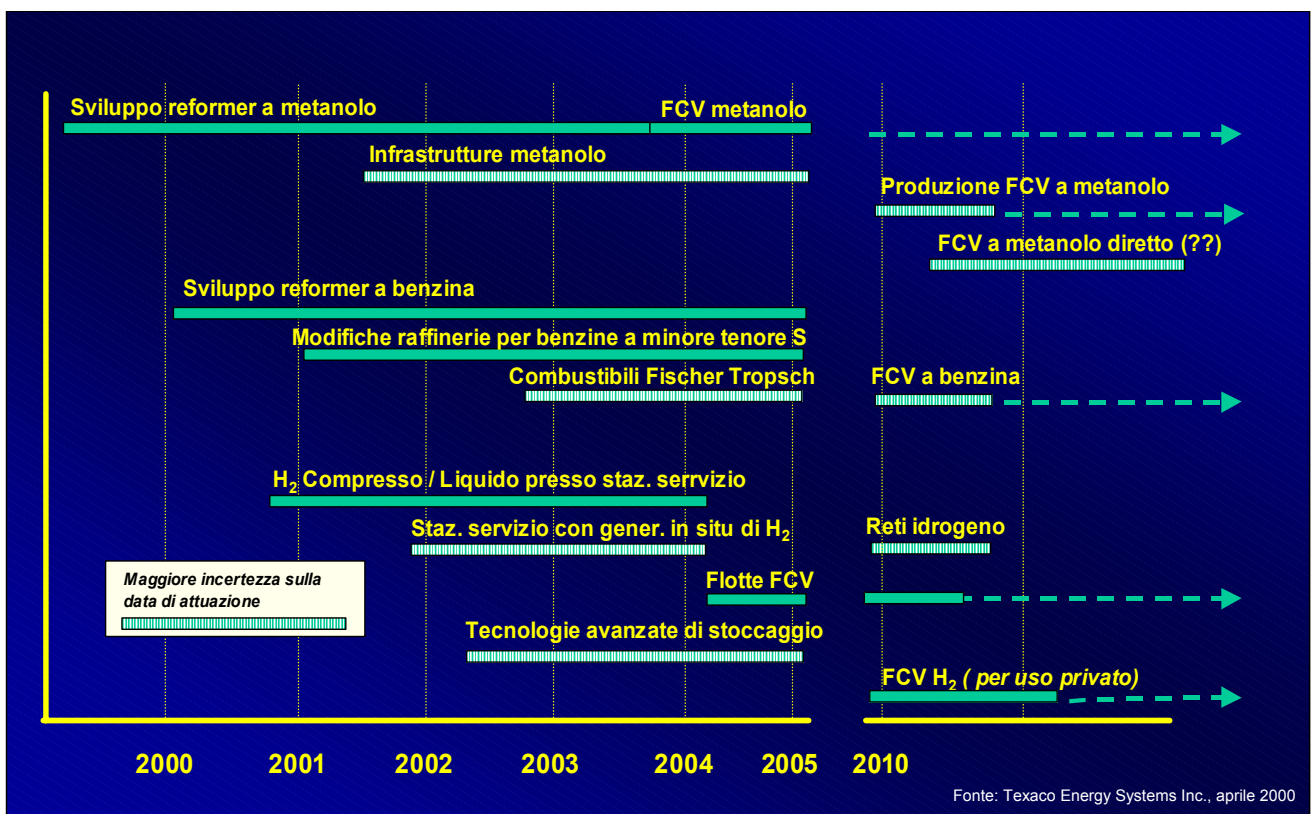 Sviluppo reformer a metanolo
FCV metanolo
Infrastrutture metanolo
Produzione FCV a metanolo
FCV a metanolo diretto (??)
Sviluppo reformer a benzina
Modifiche raffinerie per benzine a minore tenore S
Combustibili Fischer Tropsch
FCV a benzina
H₂ Compresso / Liquido presso staz. serrvizio
Staz. servizio con gener. in situ di H₂
Reti idrogeno
Maggiore incertezza sulla
data di attuazione
Flotte FCV
Tecnologie avanzate di stoccaggio
FCV H₂ ( per uso privato)
2000 2001 2002 2003 2004 2005 2010
Fonte: Texaco Energy Systems Inc., aprile 2000